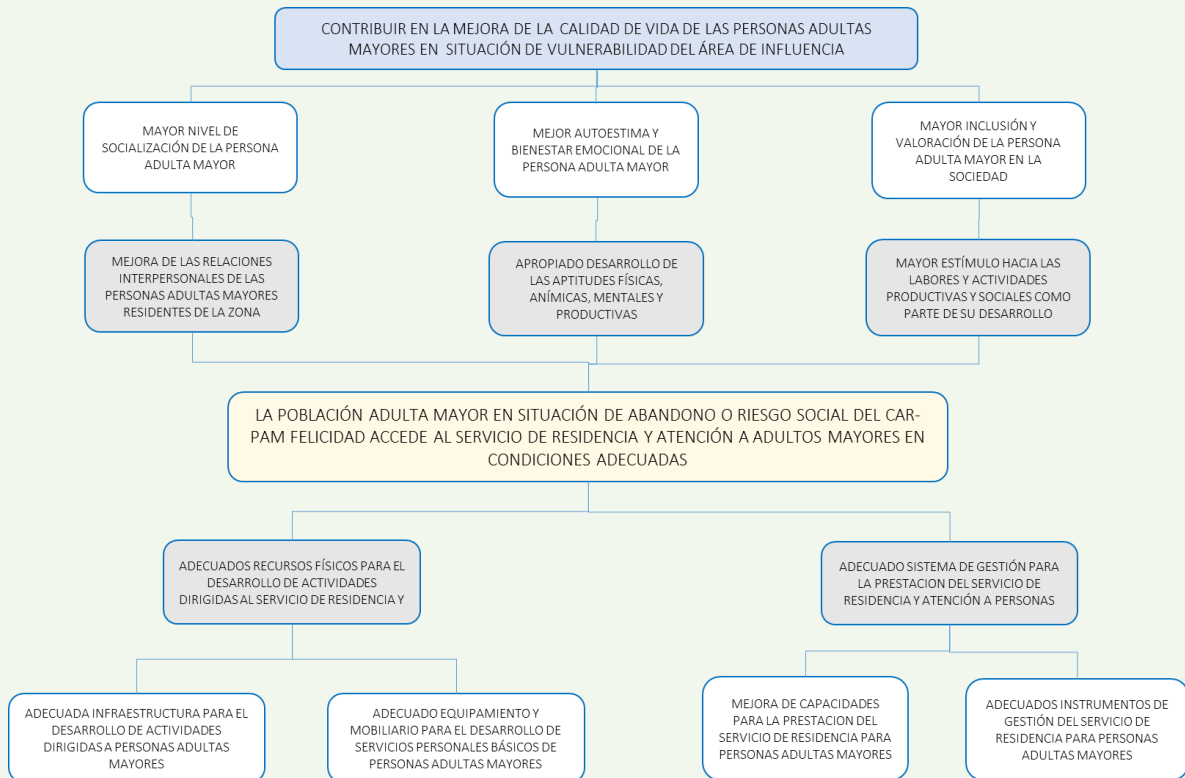 CONTRIBUIR EN LA MEJORA DE LA CALIDAD DE VIDA DE LAS PERSONAS ADULTAS
MAYORES EN SITUACIÓN DE VULNERABILIDAD DEL ÁREA DE INFLUENCIA
MAYOR NIVEL DE
SOCIALIZACIÓN DE LA PERSONA
ADULTA MAYOR
MEJOR AUTOESTIMA Y
BIENESTAR EMOCIONAL DE LA
PERSONA ADULTA MAYOR
MAYOR INCLUSIÓN Y
VALORACIÓN DE LA PERSONA
ADULTA MAYOR EN LA
SOCIEDAD
MEJORA DE LAS RELACIONES
INTERPERSONALES DE LAS
PERSONAS ADULTAS MAYORES
RESIDENTES DE LA ZONA
APROPIADO DESARROLLO DE
LAS APTITUDES FÍSICAS,
ANÍMICAS, MENTALES Y
PRODUCTIVAS
MAYOR ESTÍMULO HACIA LAS
LABORES Y ACTIVIDADES
PRODUCTIVAS Y SOCIALES COMO
PARTE DE SU DESARROLLO
LA POBLACIÓN ADULTA MAYOR EN SITUACIÓN DE ABANDONO O RIESGO SOCIAL DEL CAR-
PAM FELICIDAD ACCEDE AL SERVICIO DE RESIDENCIA Y ATENCIÓN A ADULTOS MAYORES EN
CONDICIONES ADECUADAS
ADECUADOS RECURSOS FÍSICOS PARA EL
DESARROLLO DE ACTIVIDADES
DIRIGIDAS AL SERVICIO DE RESIDENCIA Y
ADECUADO SISTEMA DE GESTIÓN PARA
LA PRESTACION DEL SERVICIO DE
RESIDENCIA Y ATENCIÓN A PERSONAS
ADECUADA INFRAESTRUCTURA PARA EL
DESARROLLO DE ACTIVIDADES
DIRIGIDAS A PERSONAS ADULTAS
MAYORES
ADECUADO EQUIPAMIENTO Y
MOBILIARIO PARA EL DESARROLLO DE
SERVICIOS PERSONALES BÁSICOS DE
PERSONAS ADULTAS MAYORES
MEJORA DE CAPACIDADES
PARA LA PRESTACION DEL
SERVICIO DE RESIDENCIA PARA
PERSONAS ADULTAS MAYORES
ADECUADOS INSTRUMENTOS DE
GESTIÓN DEL SERVICIO DE
RESIDENCIA PARA PERSONAS
ADULTAS MAYORES